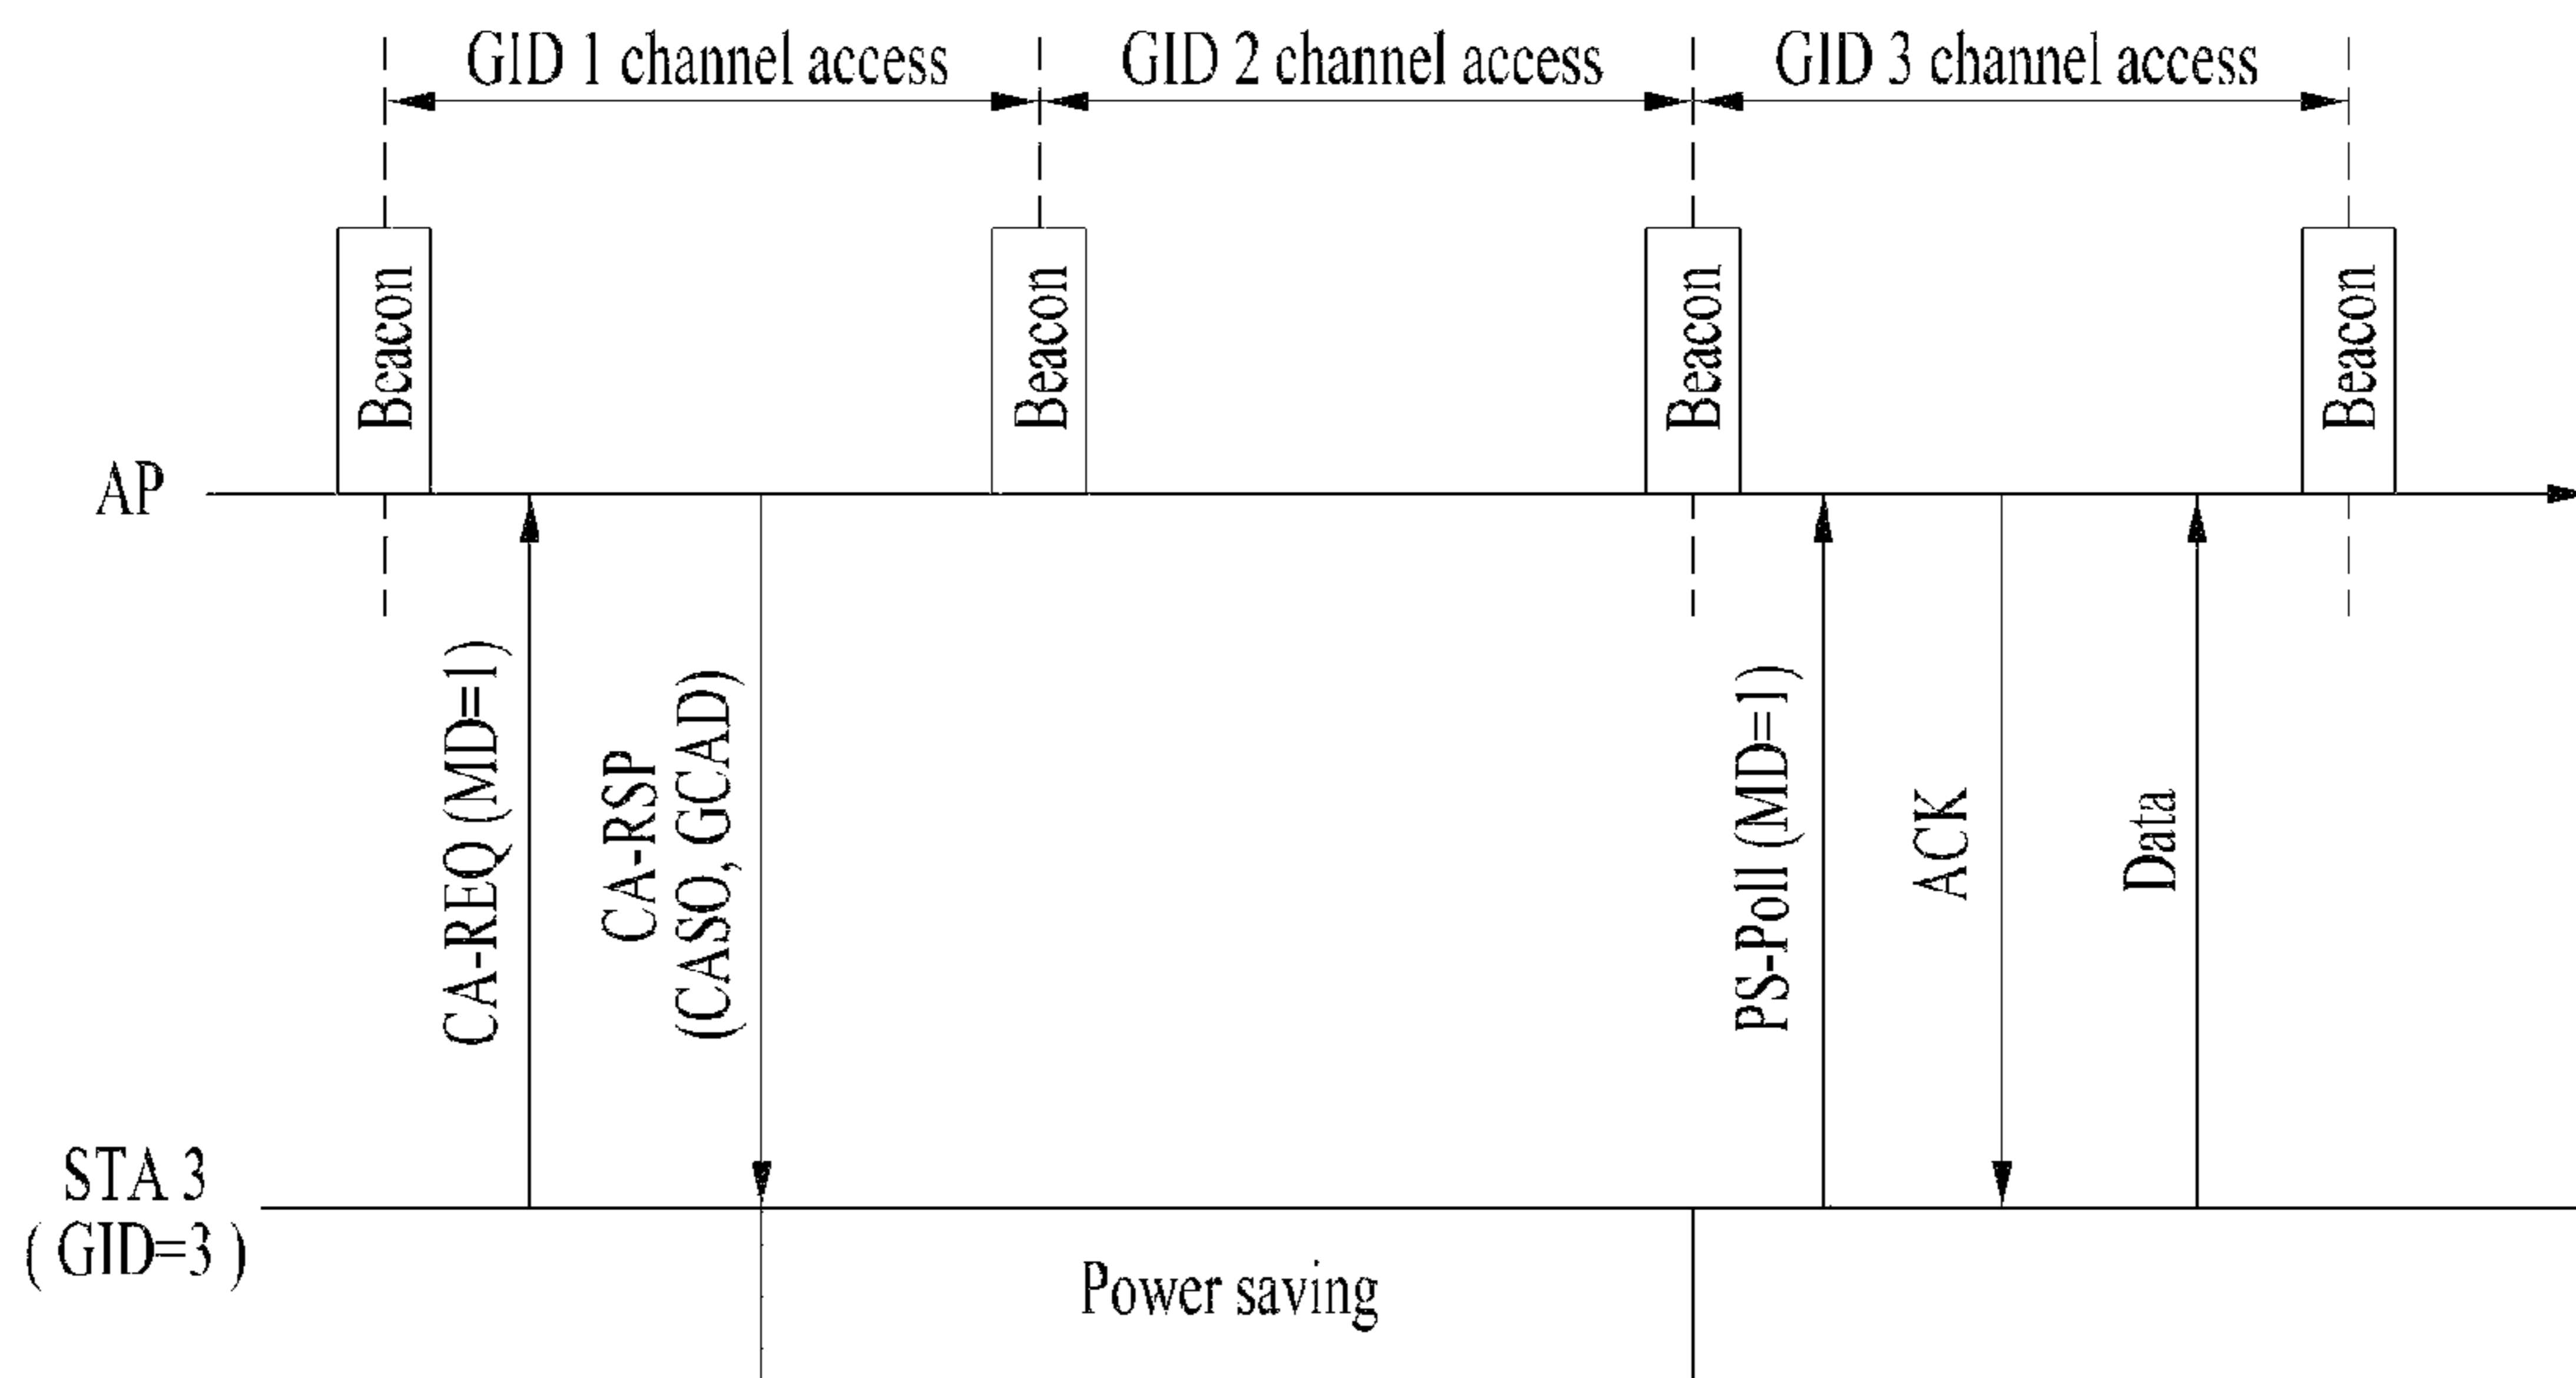 GID 1 channel access
GID 2 channel access
GID 3 channel access
Beacon
Beacon
Beacon
Beacon
AP
CA-REQ (MD=1)
CA-RSP
(CASO, GCAD)
PS-Poll (MD=1)
ACK
Data
STA 3
( GID=3 )
Power saving